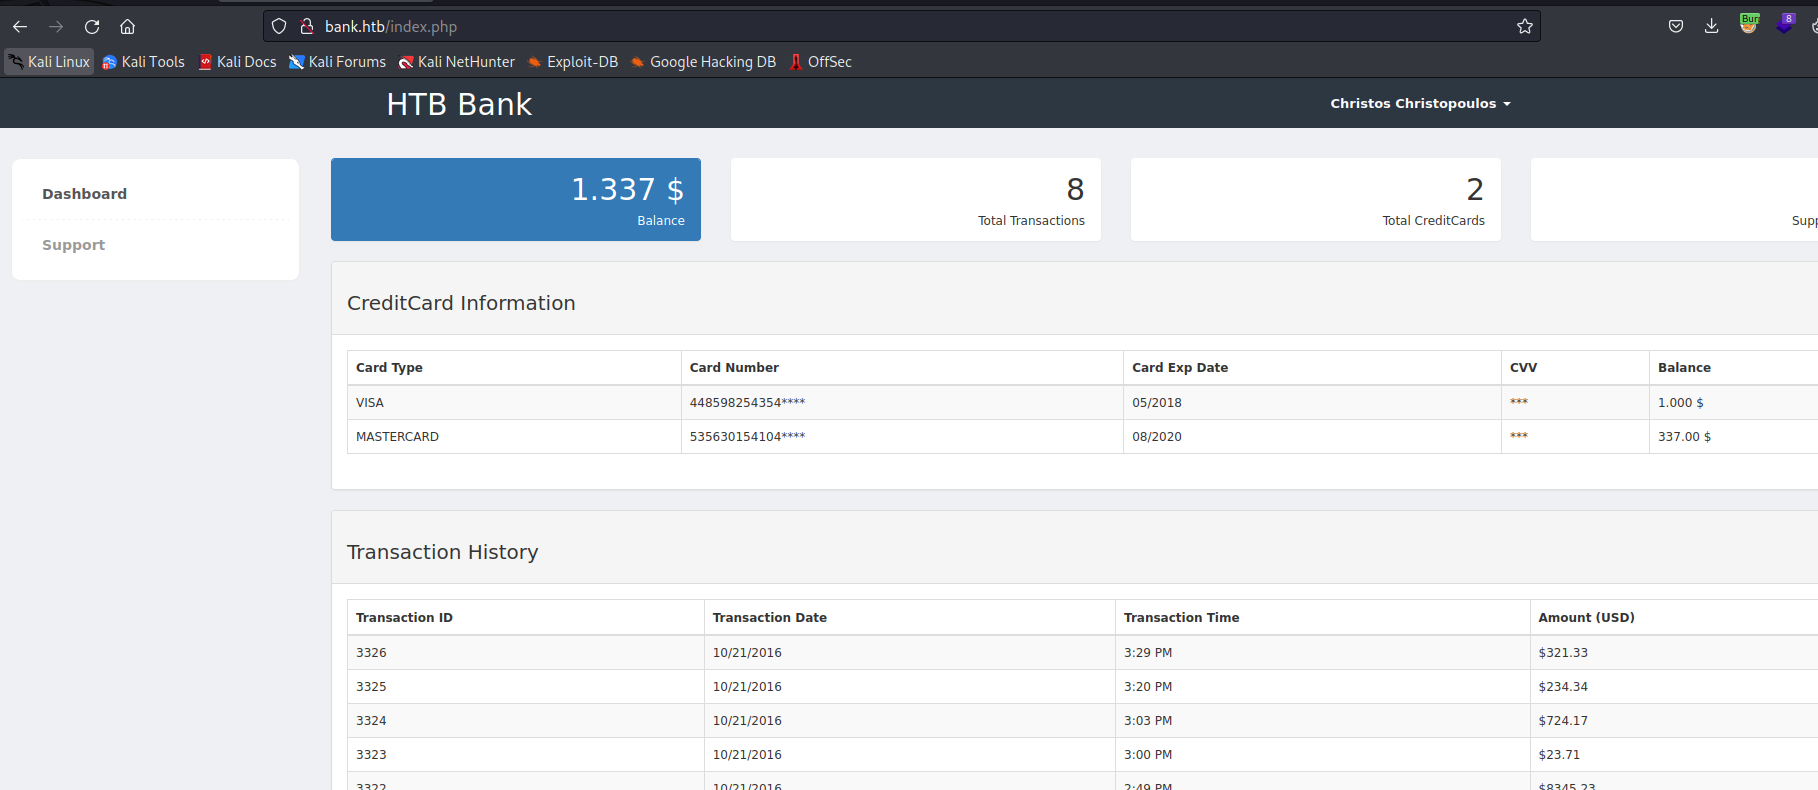 bank.htb/index.php
Bur 8
Kali Linux Kali Tools Kali Docs Kali Forums Kali NetHunter Exploit-DB Google Hacking DB OffSec
HTB Bank Christos Christopoulos
Dashboard
Support
1.337 $
Balance
8
Total Transactions
2
Total CreditCards
Supp
CreditCard Information
Card Type Card Number Card Exp Date CVV Balance
VISA 448598254354**** 05/2018 *** 1.000 $
MASTERCARD 535630154104**** 08/2020 *** 337.00 $
Transaction History
Transaction ID Transaction Date Transaction Time Amount (USD)
3326 10/21/2016 3:29 PM $321.33
3325 10/21/2016 3:20 PM $234.34
3324 10/21/2016 3:03 PM $724.17
3323 10/21/2016 3:00 PM $23.71
3322 10/21/2016 2:49 PM $8345.23